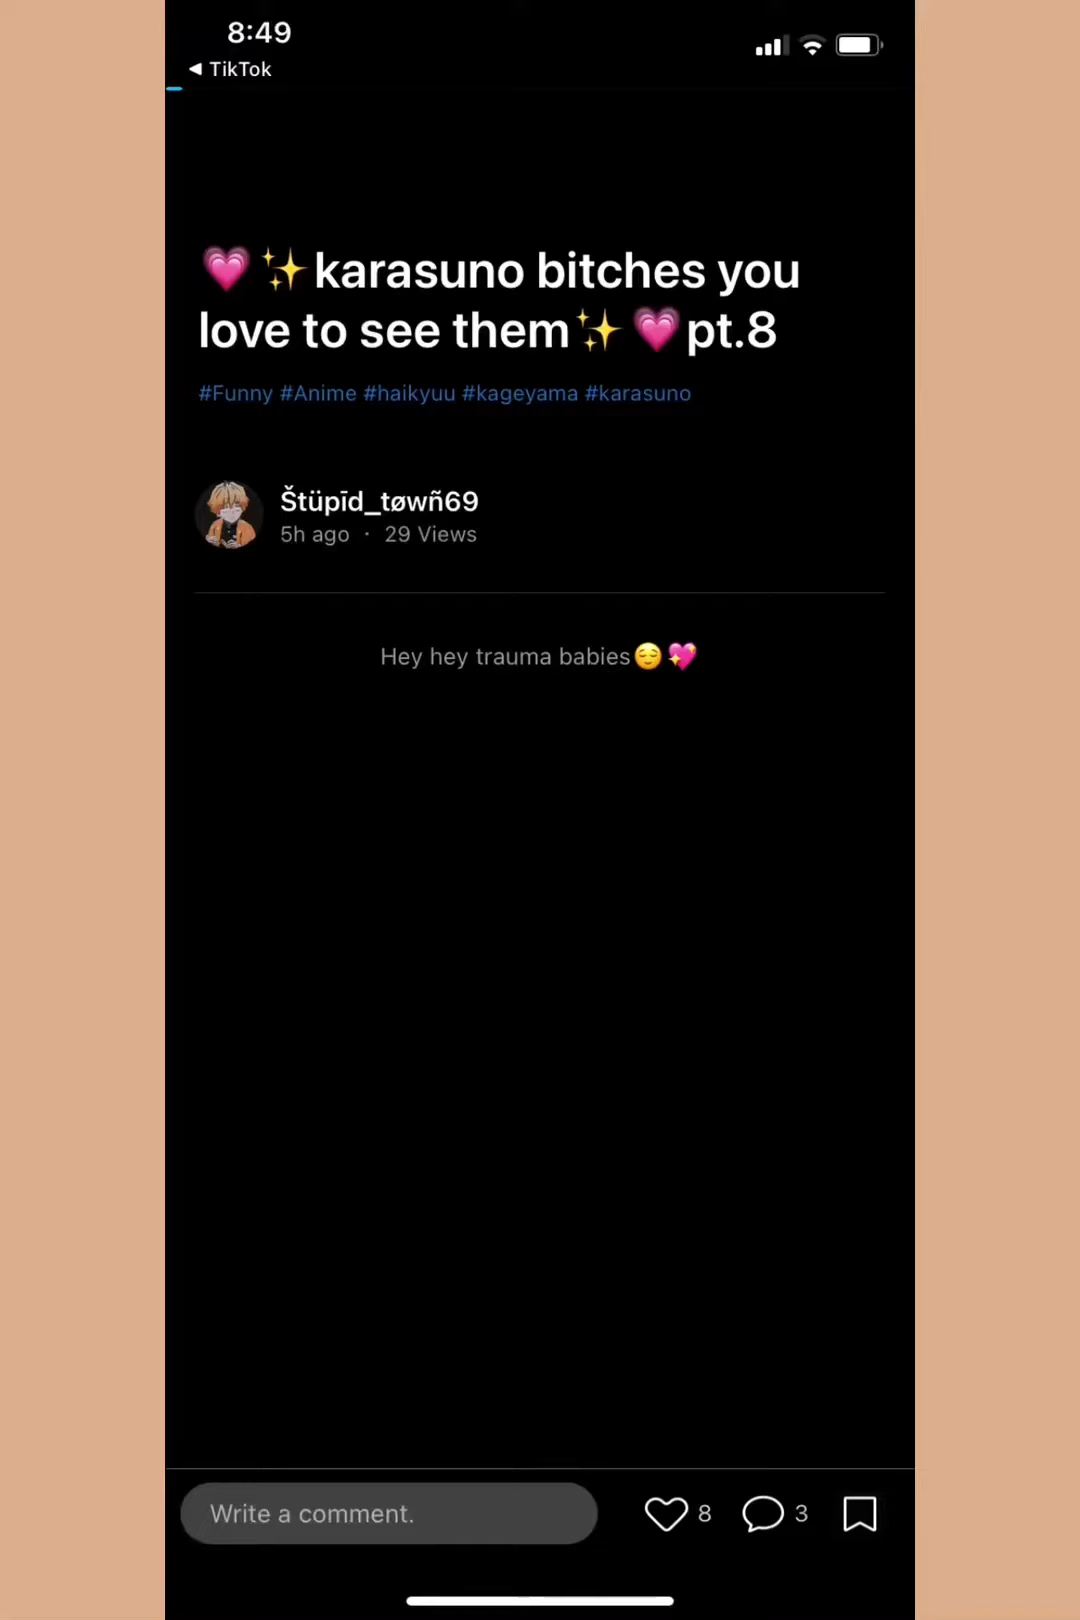 8:49
◀ TikTok
💗✨karasuno bitches you
love to see them✨💗pt.8
#Funny #Anime #haikyuu #kageyama #karasuno
Štüpīd_tøwñ69
5h ago · 29 Views
Hey hey trauma babies😌💖
Write a comment.
8
3